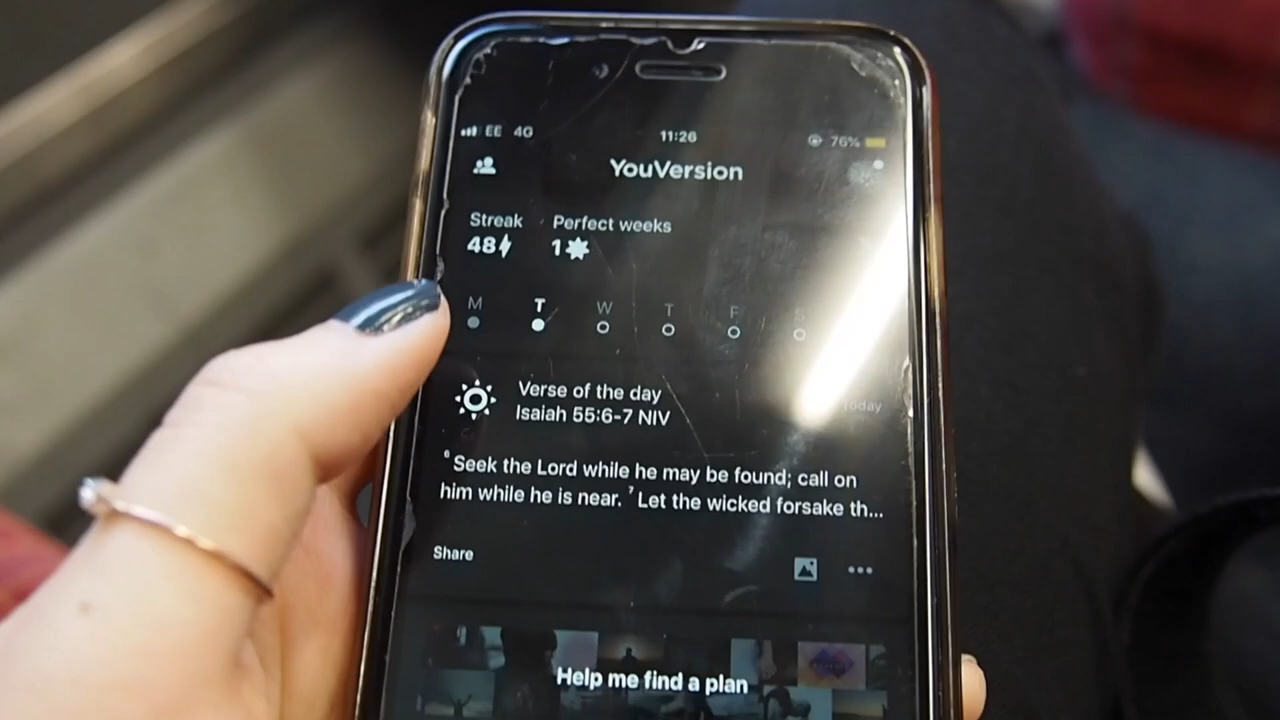 EE 4G 11:26 76%
YouVersion
Streak Perfect weeks
48 1
M T W T F S
Verse of the day
Isaiah 55:6-7 NIV
Today
6 Seek the Lord while he may be found; call on
him while he is near. 7 Let the wicked forsake th...
Share
Help me find a plan